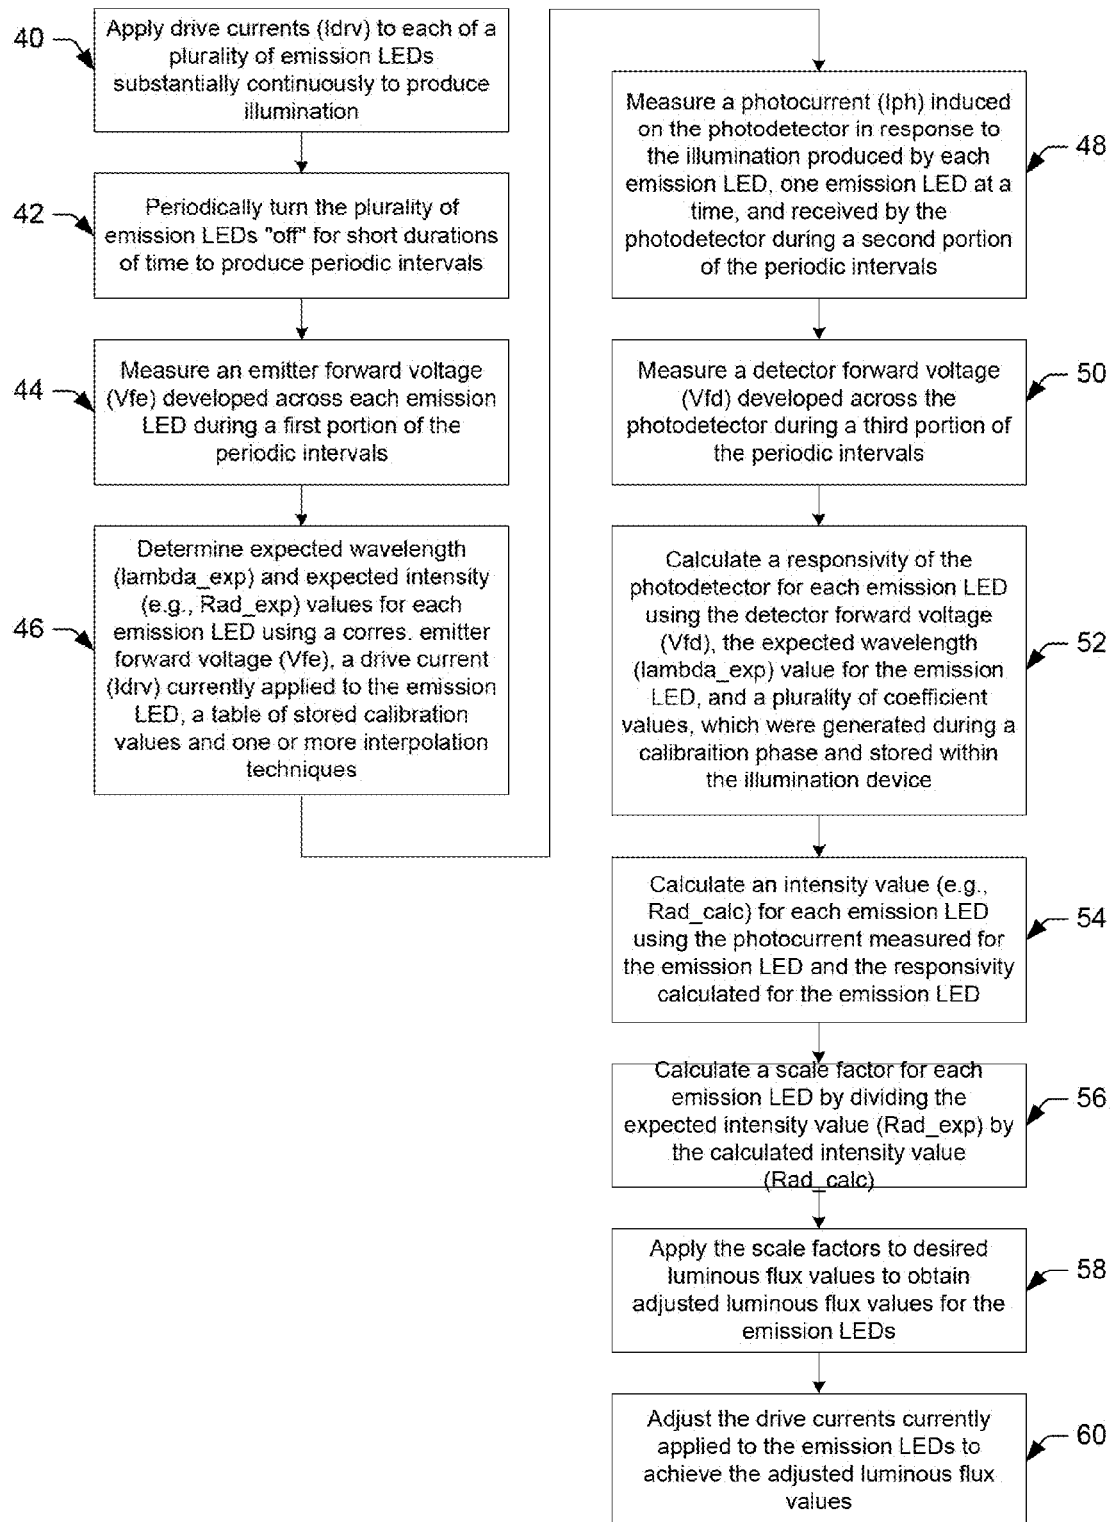 40
Apply drive currents (Idrv) to each of a
plurality of emission LEDs
substantially continuously to produce
illumination
42
Periodically turn the plurality of
emission LEDs "off" for short durations
of time to produce periodic intervals
44
Measure an emitter forward voltage
(Vfe) developed across each emission
LED during a first portion of the
periodic intervals
46
Determine expected wavelength
(lambda_exp) and expected intensity
(e.g., Rad_exp) values for each
emission LED using a corres. emitter
forward voltage (Vfe), a drive current
(Idrv) currently applied to the emission
LED, a table of stored calibration
values and one or more interpolation
techniques
Measure a photocurrent (Iph) induced
on the photodetector in response to
the illumination produced by each
emission LED, one emission LED at a
time, and received by the
photodetector during a second portion
of the periodic intervals
48
Measure a detector forward voltage
(Vfd) developed across the
photodetector during a third portion of
the periodic intervals
50
Calculate a responsivity of the
photodetector for each emission LED
using the detector forward voltage
(Vfd), the expected wavelength
(lambda_exp) value for the emission
LED, and a plurality of coefficient
values, which were generated during a
calibraition phase and stored within
the illumination device
52
Calculate an intensity value (e.g.,
Rad_calc) for each emission LED
using the photocurrent measured for
the emission LED and the responsivity
calculated for the emission LED
54
Calculate a scale factor for each
emission LED by dividing the
expected intensity value (Rad_exp) by
the calculated intensity value
(Rad_calc)
56
Apply the scale factors to desired
luminous flux values to obtain
adjusted luminous flux values for the
emission LEDs
58
Adjust the drive currents currently
applied to the emission LEDs to
achieve the adjusted luminous flux
values
60